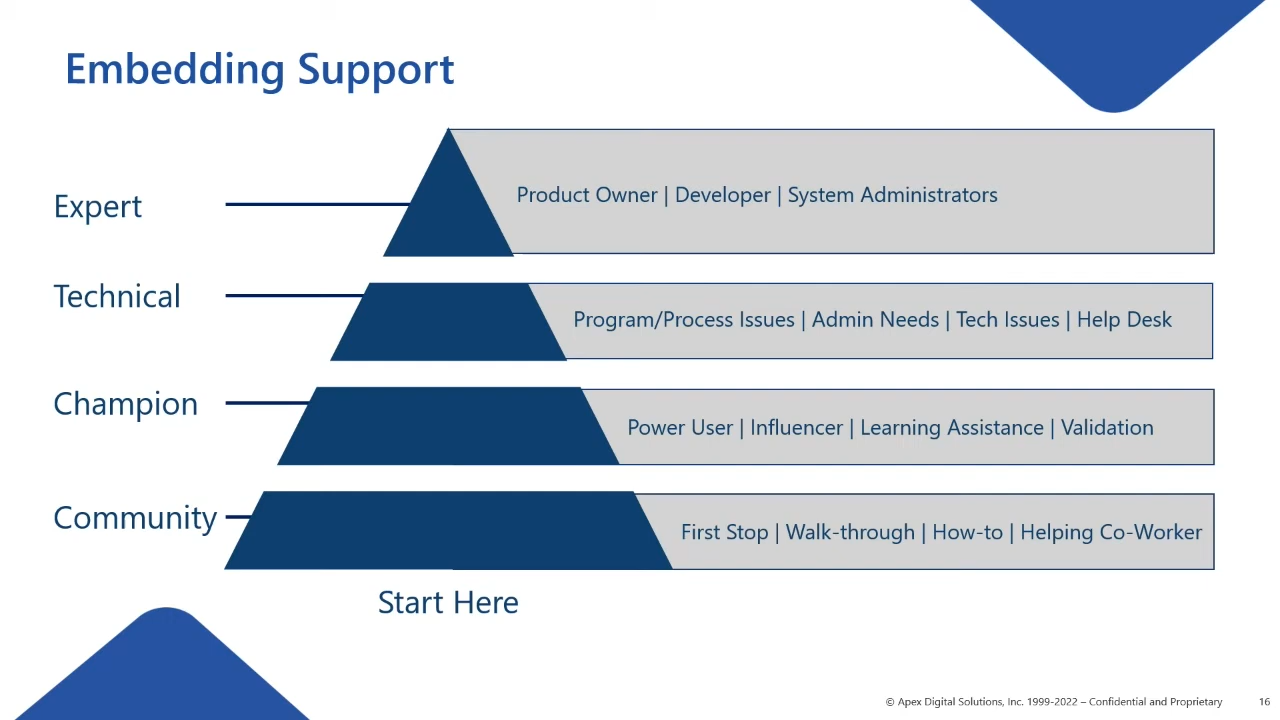 Embedding Support
Expert
Product Owner | Developer | System Administrators
Technical
Program/Process Issues | Admin Needs | Tech Issues | Help Desk
Champion
Power User | Influencer | Learning Assistance | Validation
Community
First Stop | Walk-through | How-to | Helping Co-Worker
Start Here
© Apex Digital Solutions, Inc. 1999-2022 – Confidential and Proprietary
16